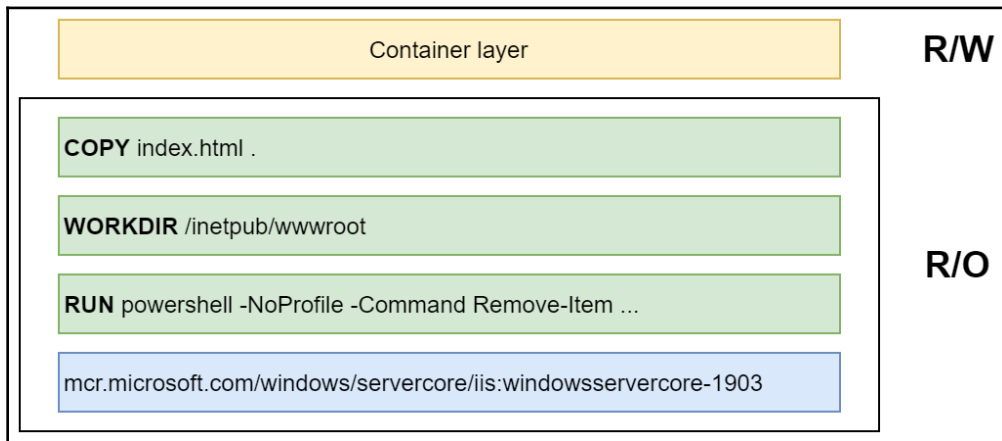 Container layer
R/W
COPY index.html .
WORKDIR /inetpub/wwwroot
R/O
RUN powershell -NoProfile -Command Remove-Item ...
mcr.microsoft.com/windows/servercore/iis:windowsservercore-1903